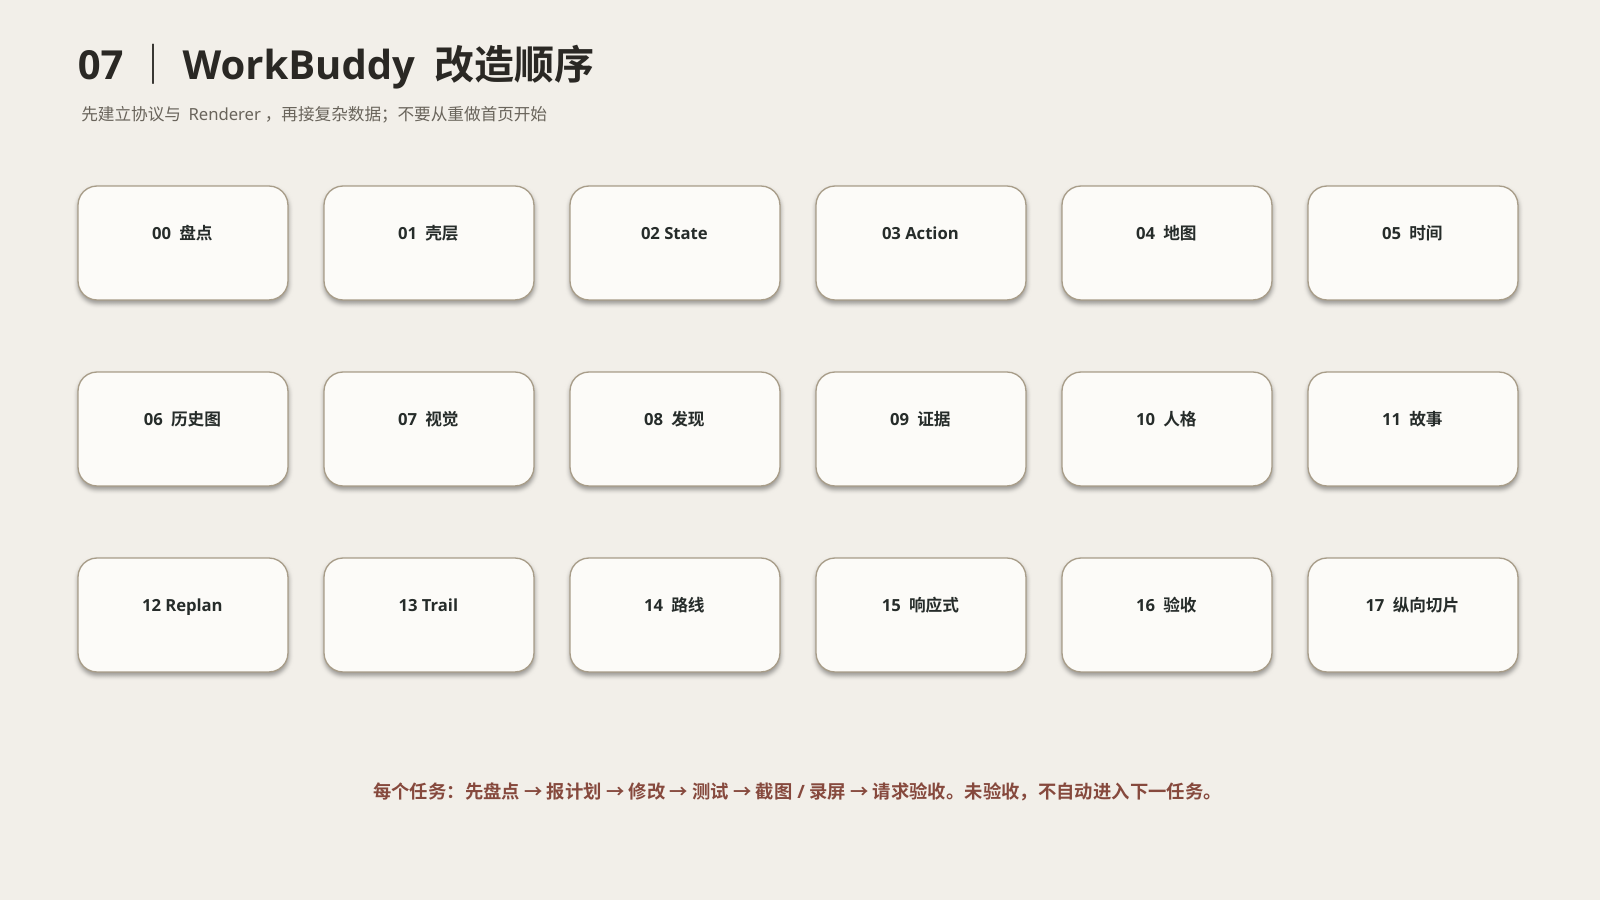 07｜WorkBuddy 改造顺序
先建立协议与 Renderer，再接复杂数据；不要从重做首页开始
00 盘点
01 壳层
02 State
03 Action
04 地图
05 时间
06 历史图
07 视觉
08 发现
09 证据
10 人格
11 故事
12 Replan
13 Trail
14 路线
15 响应式
16 验收
17 纵向切片
每个任务：先盘点 → 报计划 → 修改 → 测试 → 截图 / 录屏 → 请求验收。未验收，不自动进入下一任务。